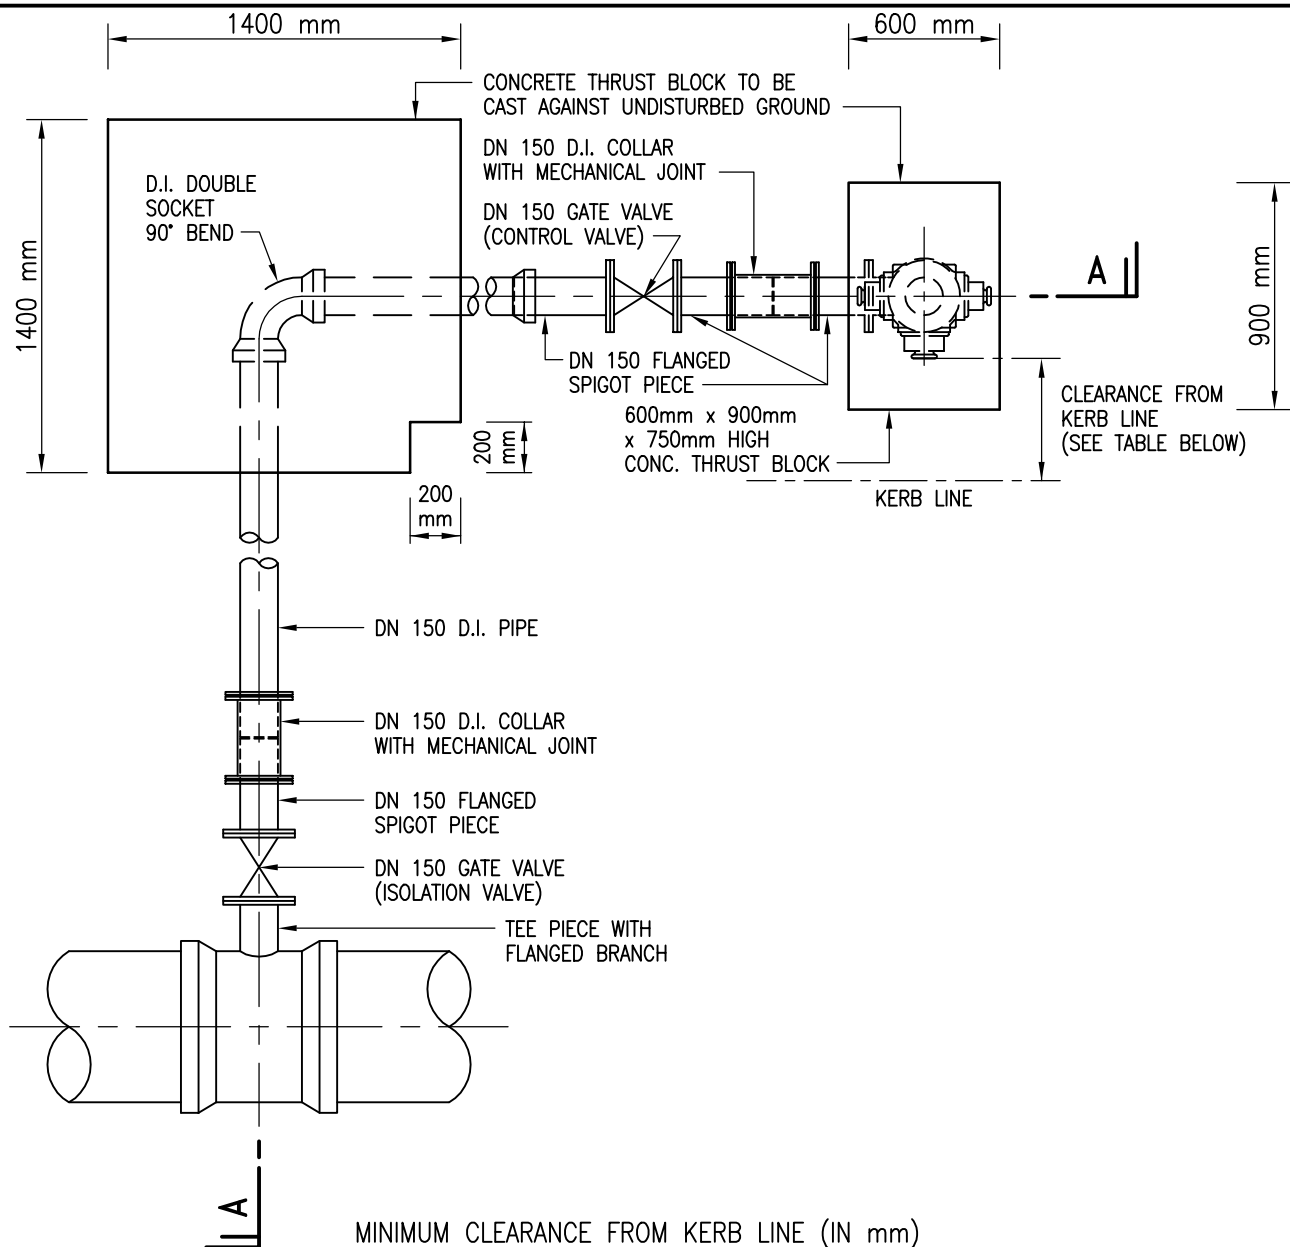 1400 mm
600 mm
CONCRETE THRUST BLOCK TO BE
CAST AGAINST UNDISTURBED GROUND
DN 150 D.I. COLLAR
WITH MECHANICAL JOINT
D.I. DOUBLE
SOCKET
90° BEND
DN 150 GATE VALVE
(CONTROL VALVE)
1400 mm
A
900 mm
DN 150 FLANGED
SPIGOT PIECE
600mm x 900mm
x 750mm HIGH
CONC. THRUST BLOCK
CLEARANCE FROM
KERB LINE
(SEE TABLE BELOW)
200
mm
KERB LINE
200
mm
DN 150 D.I. PIPE
DN 150 D.I. COLLAR
WITH MECHANICAL JOINT
DN 150 FLANGED
SPIGOT PIECE
DN 150 GATE VALVE
(ISOLATION VALVE)
TEE PIECE WITH
FLANGED BRANCH
A
MINIMUM CLEARANCE FROM KERB LINE (IN mm)